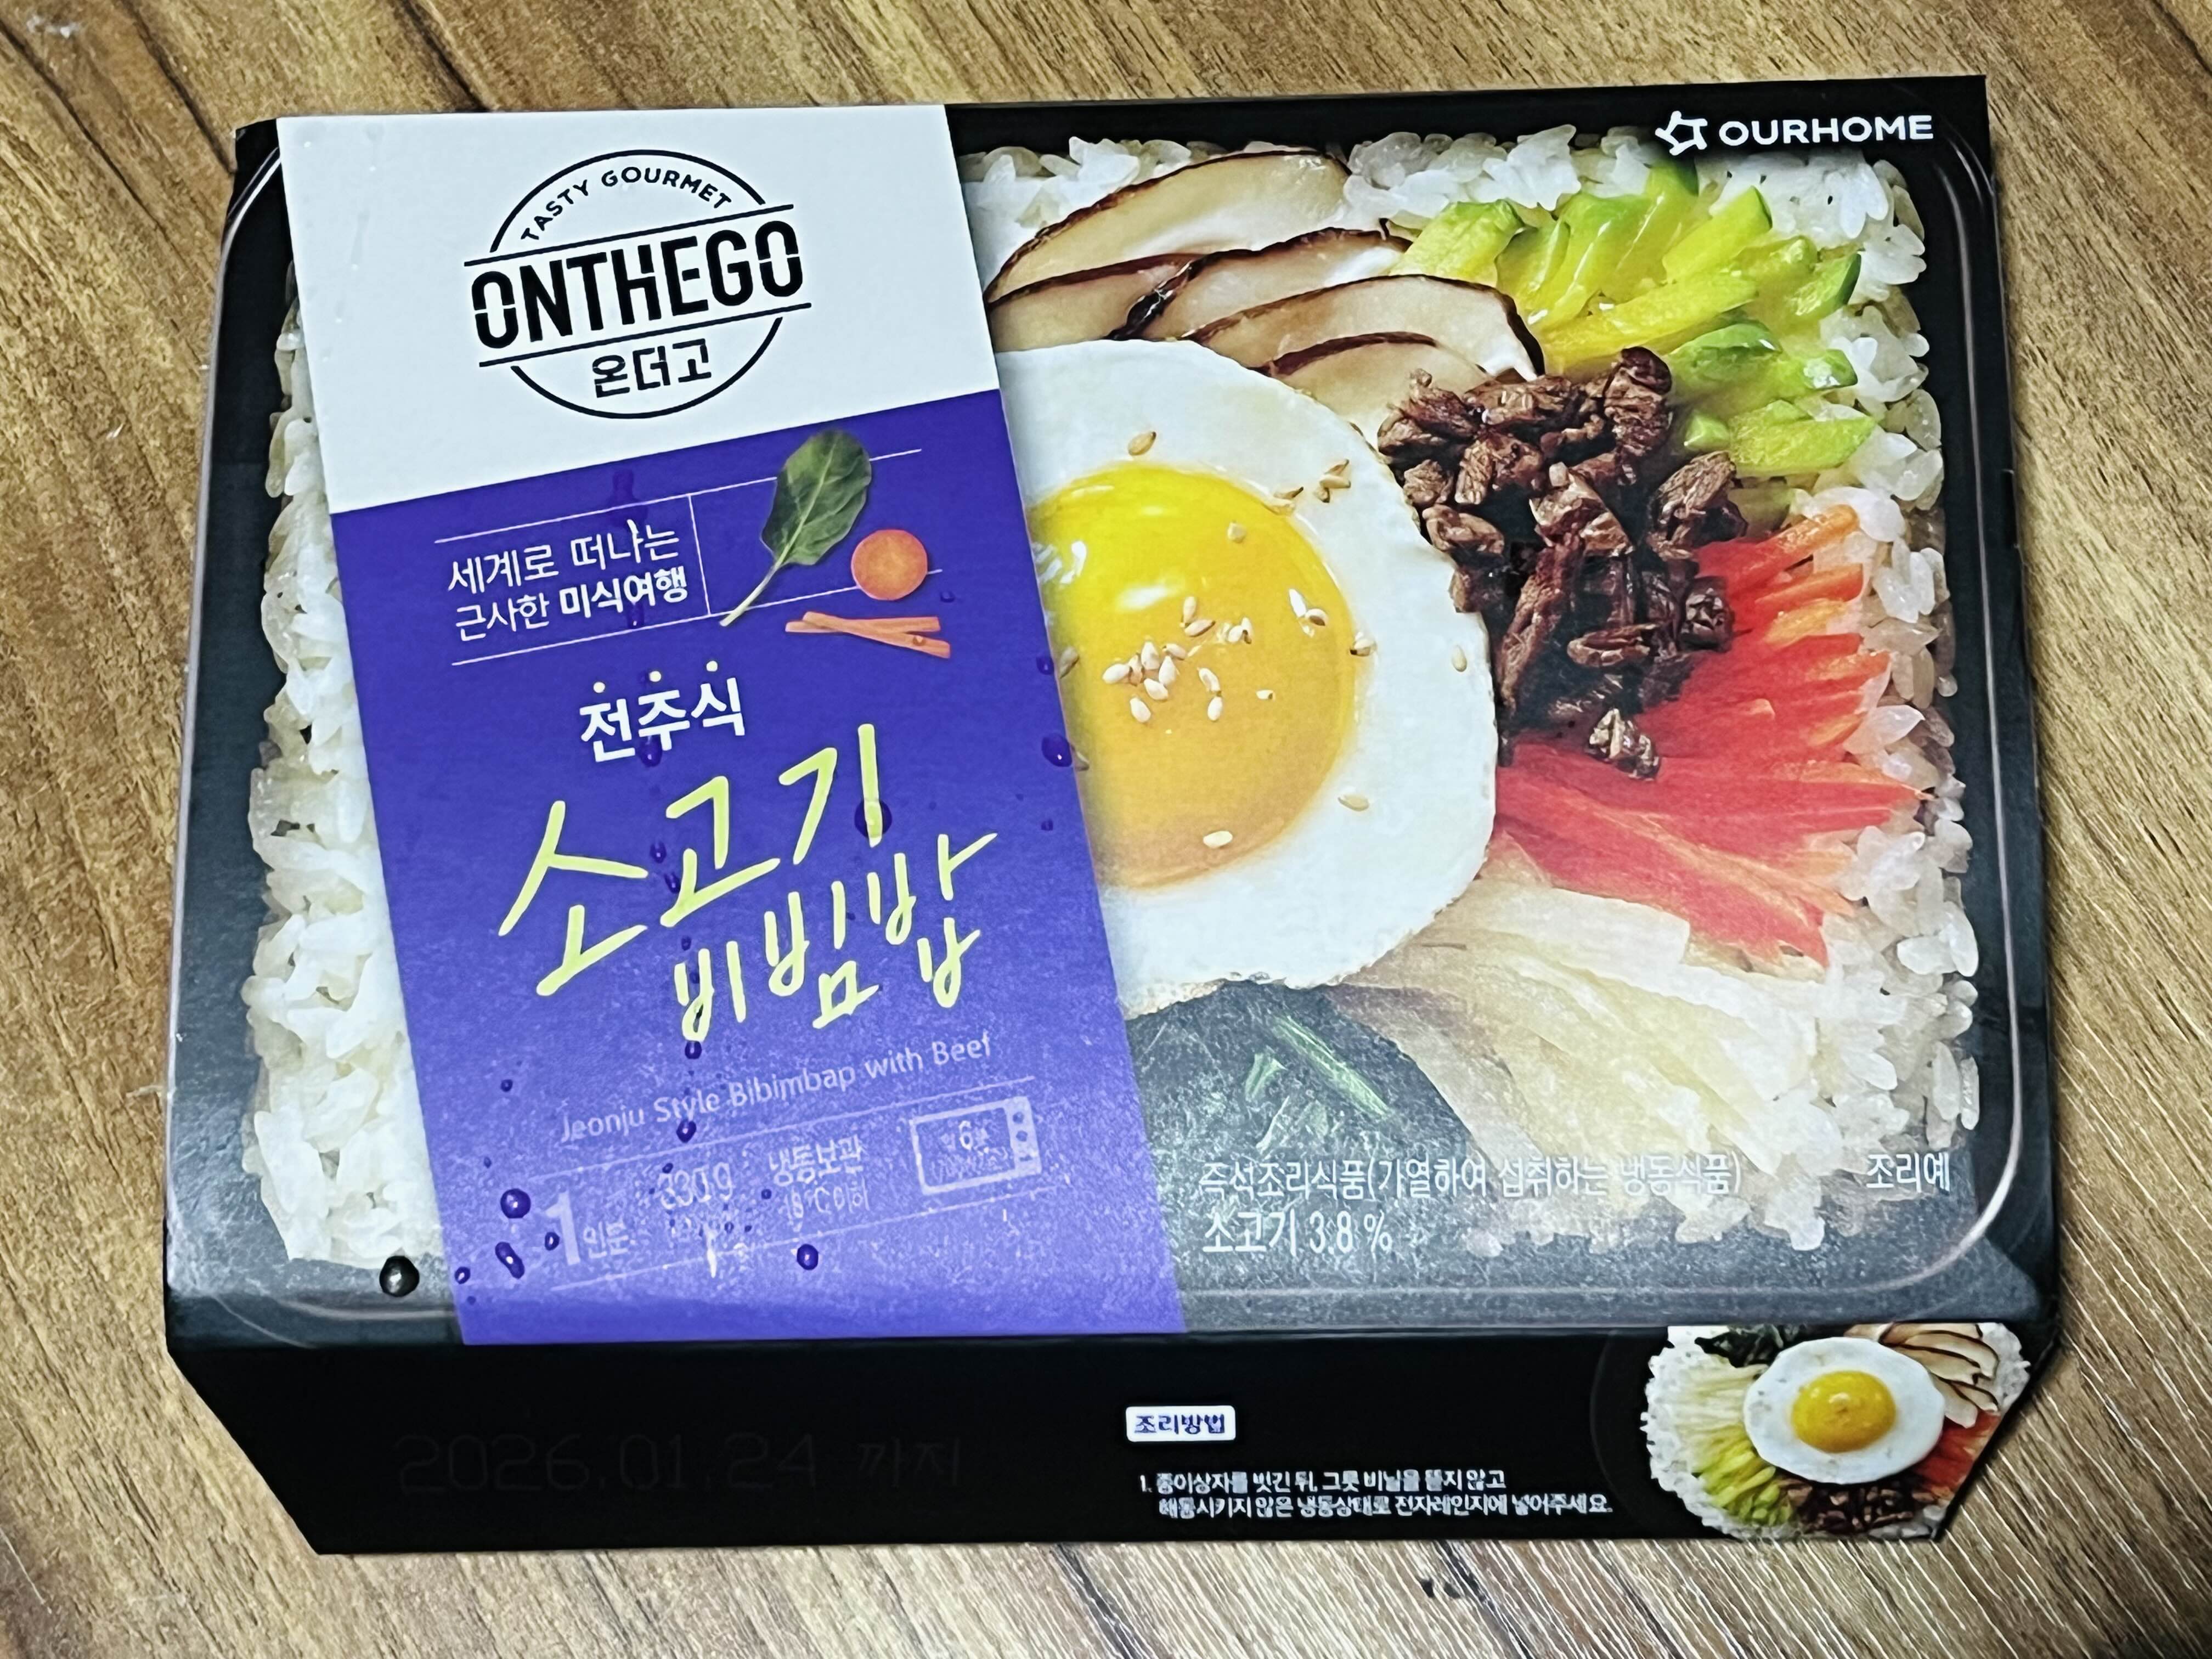 TASTY GOURMET
ONTHEGO
온더고
OURHOME
세계로 떠나는
근사한 미식여행
전주식
소고기
비빔밥
Jeonju Style Bibimbap with Beef
1인분
냉동보관
6
즉석조리식품(가열하여 섭취하는 냉동식품)
조리예
소고기 3.8 %
2026.01.24 까지
조리방법
1. 종이상자를 벗긴 뒤, 그릇 비닐을 뜯지 않고
해동시키지 않은 냉동상태로 전자레인지에 넣어주세요.